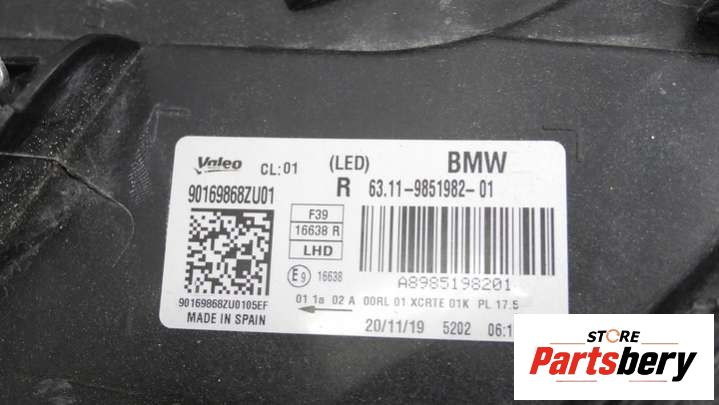 Valeo CL:01 (LED) BMW
90169868ZU01 R 63.11-9851982-01
F39
16638 R
LHD
E9 16638
A8985198201
90169868ZU0105EF 01 1a 02 A 00RL 01 XCRTE 01K PL 17.5
MADE IN SPAIN 20/11/19 5202
STORE
Partsbery